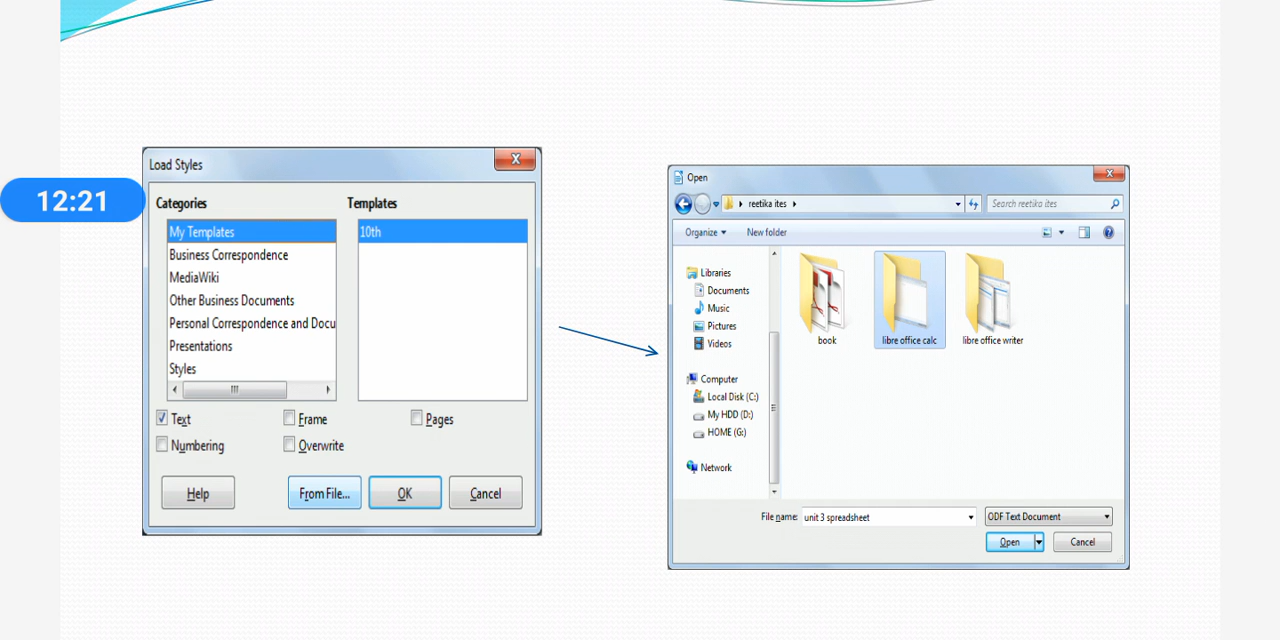 12:21
Load Styles
Categories
Templates
My Templates
Business Correspondence
MediaWiki
Other Business Documents
Personal Correspondence and Docu
Presentations
Styles
10th
Text
Frame
Pages
Numbering
Overwrite
Help
From File...
OK
Cancel
Open
reetika ites
Search reetika ites
Organize
New folder
Libraries
Documents
Music
Pictures
Videos
Computer
Local Disk (C:)
My HDD (D:)
HOME (G:)
Network
book
libre office calc
libre office writer
File name:
unit 3 spreadsheet
ODF Text Document
Open
Cancel